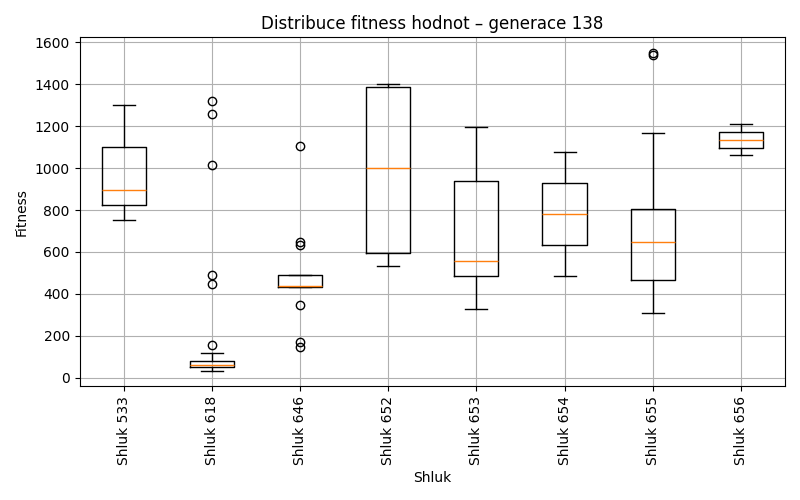 Distribuce fitness hodnot – generace 138
Fitness
1600
1400
1200
1000
800
600
400
200
0
Shluk 533
Shluk 618
Shluk 646
Shluk 652
Shluk 653
Shluk 654
Shluk 655
Shluk 656
Shluk